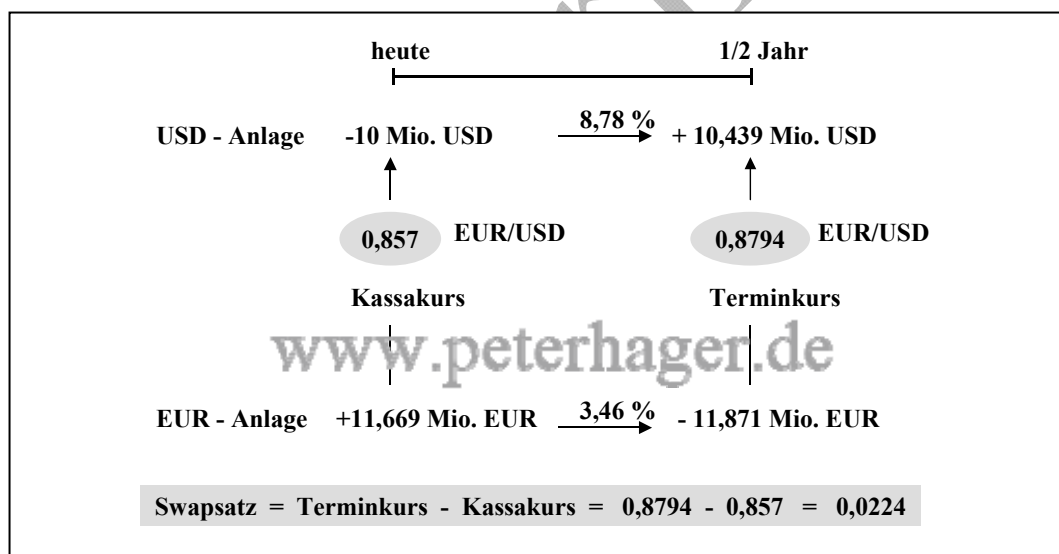 heute 1/2 Jahr
USD - Anlage -10 Mio. USD 8,78 % + 10,439 Mio. USD
0,857 EUR/USD 0,8794 EUR/USD
Kassakurs Terminkurs
www.peterhager.de
EUR - Anlage +11,669 Mio. EUR 3,46 % - 11,871 Mio. EUR
Swapsatz = Terminkurs - Kassakurs = 0,8794 - 0,857 = 0,0224